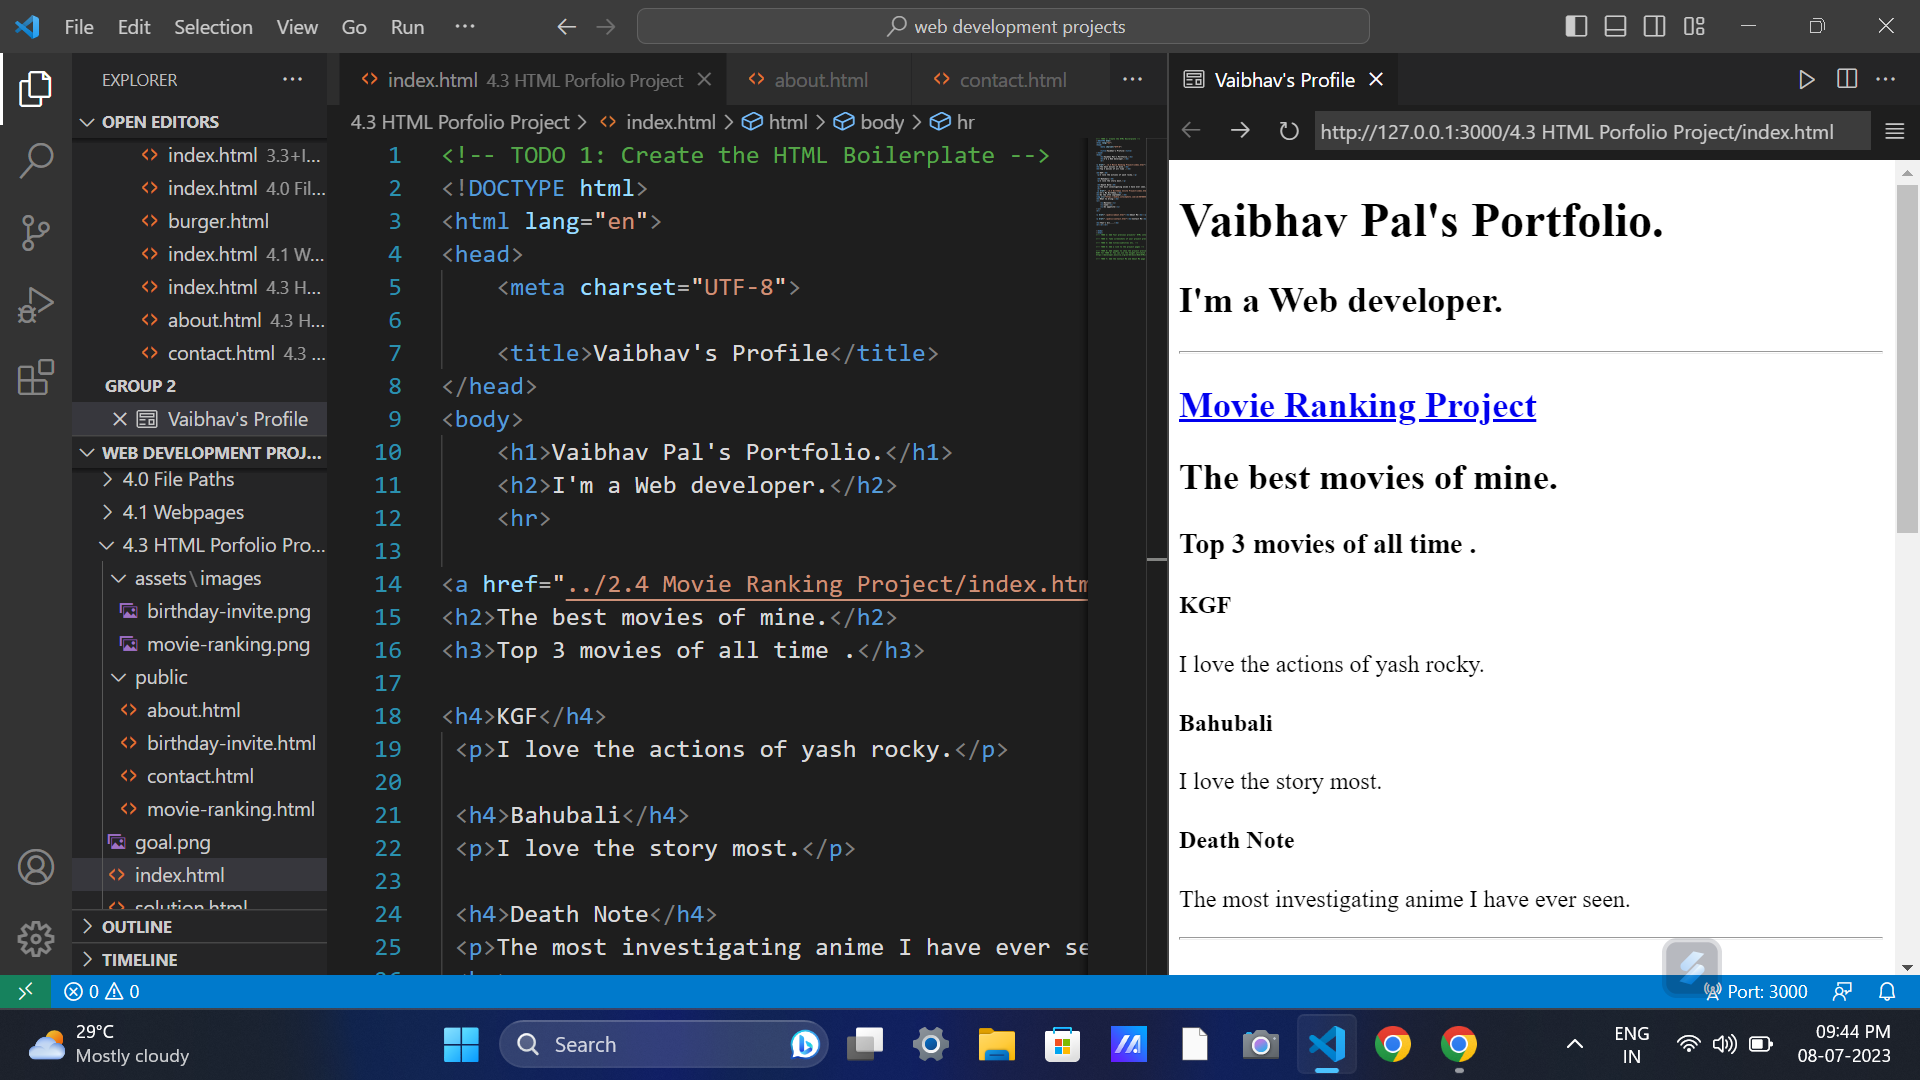 File Edit Selection View Go Run ···
web development projects
EXPLORER
OPEN EDITORS
index.html 3.3+I...
index.html 4.0 Fil...
burger.html
index.html 4.1 W...
index.html 4.3 H...
about.html 4.3 H...
contact.html 4.3 ...
GROUP 2
Vaibhav's Profile
WEB DEVELOPMENT PROJ...
4.0 File Paths
4.1 Webpages
4.3 HTML Porfolio Pro...
assets\images
birthday-invite.png
movie-ranking.png
public
about.html
birthday-invite.html
contact.html
movie-ranking.html
goal.png
index.html
solution.html
OUTLINE
TIMELINE
index.html 4.3 HTML Porfolio Project
about.html
contact.html
4.3 HTML Porfolio Project > index.html > html > body > hr
1 <!-- TODO 1: Create the HTML Boilerplate -->
2 <!DOCTYPE html>
3 <html lang="en">
4 <head>
5 <meta charset="UTF-8">
6
7 <title>Vaibhav's Profile</title>
8 </head>
9 <body>
10 <h1>Vaibhav Pal's Portfolio.</h1>
11 <h2>I'm a Web developer.</h2>
12 <hr>
13
14 <a href="../2.4 Movie Ranking Project/index.htm
15 <h2>The best movies of mine.</h2>
16 <h3>Top 3 movies of all time .</h3>
17
18 <h4>KGF</h4>
19 <p>I love the actions of yash rocky.</p>
20
21 <h4>Bahubali</h4>
22 <p>I love the story most.</p>
23
24 <h4>Death Note</h4>
25 <p>The most investigating anime I have ever se
Vaibhav's Profile
http://127.0.0.1:3000/4.3 HTML Porfolio Project/index.html
Vaibhav Pal's Portfolio.
I'm a Web developer.
Movie Ranking Project
The best movies of mine.
Top 3 movies of all time .
KGF
I love the actions of yash rocky.
Bahubali
I love the story most.
Death Note
The most investigating anime I have ever seen.
0 0
Port: 3000
29°C
Mostly cloudy
Search
ENG
IN
09:44 PM
08-07-2023